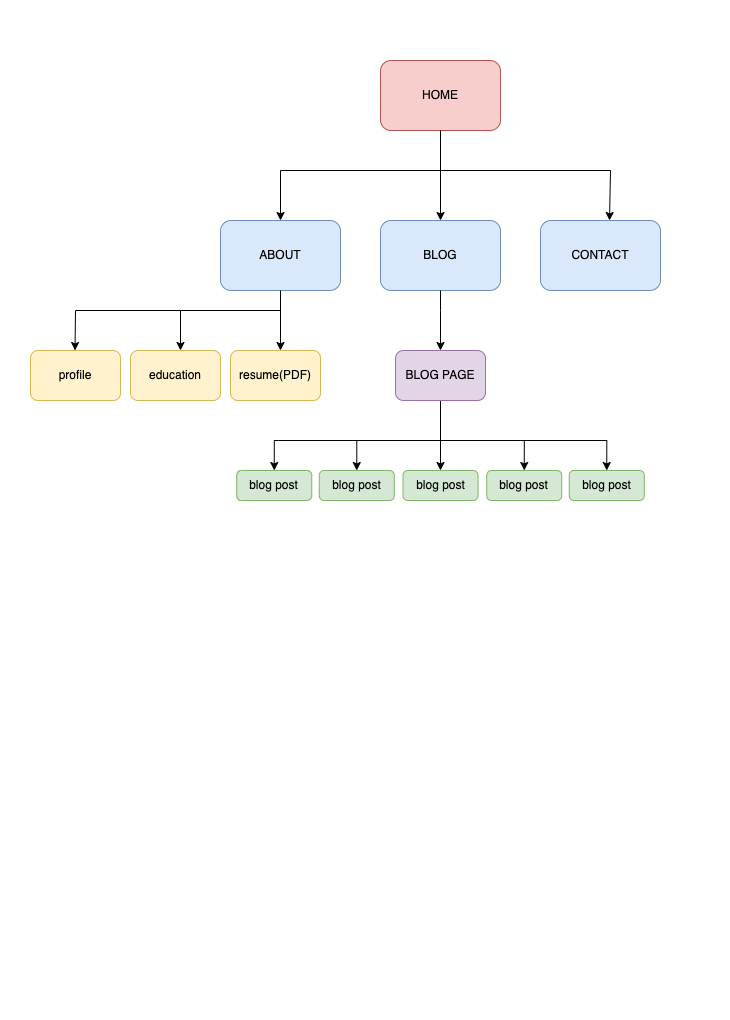 HOME
ABOUT
BLOG
CONTACT
profile
education
resume(PDF)
BLOG PAGE
blog post
blog post
blog post
blog post
blog post